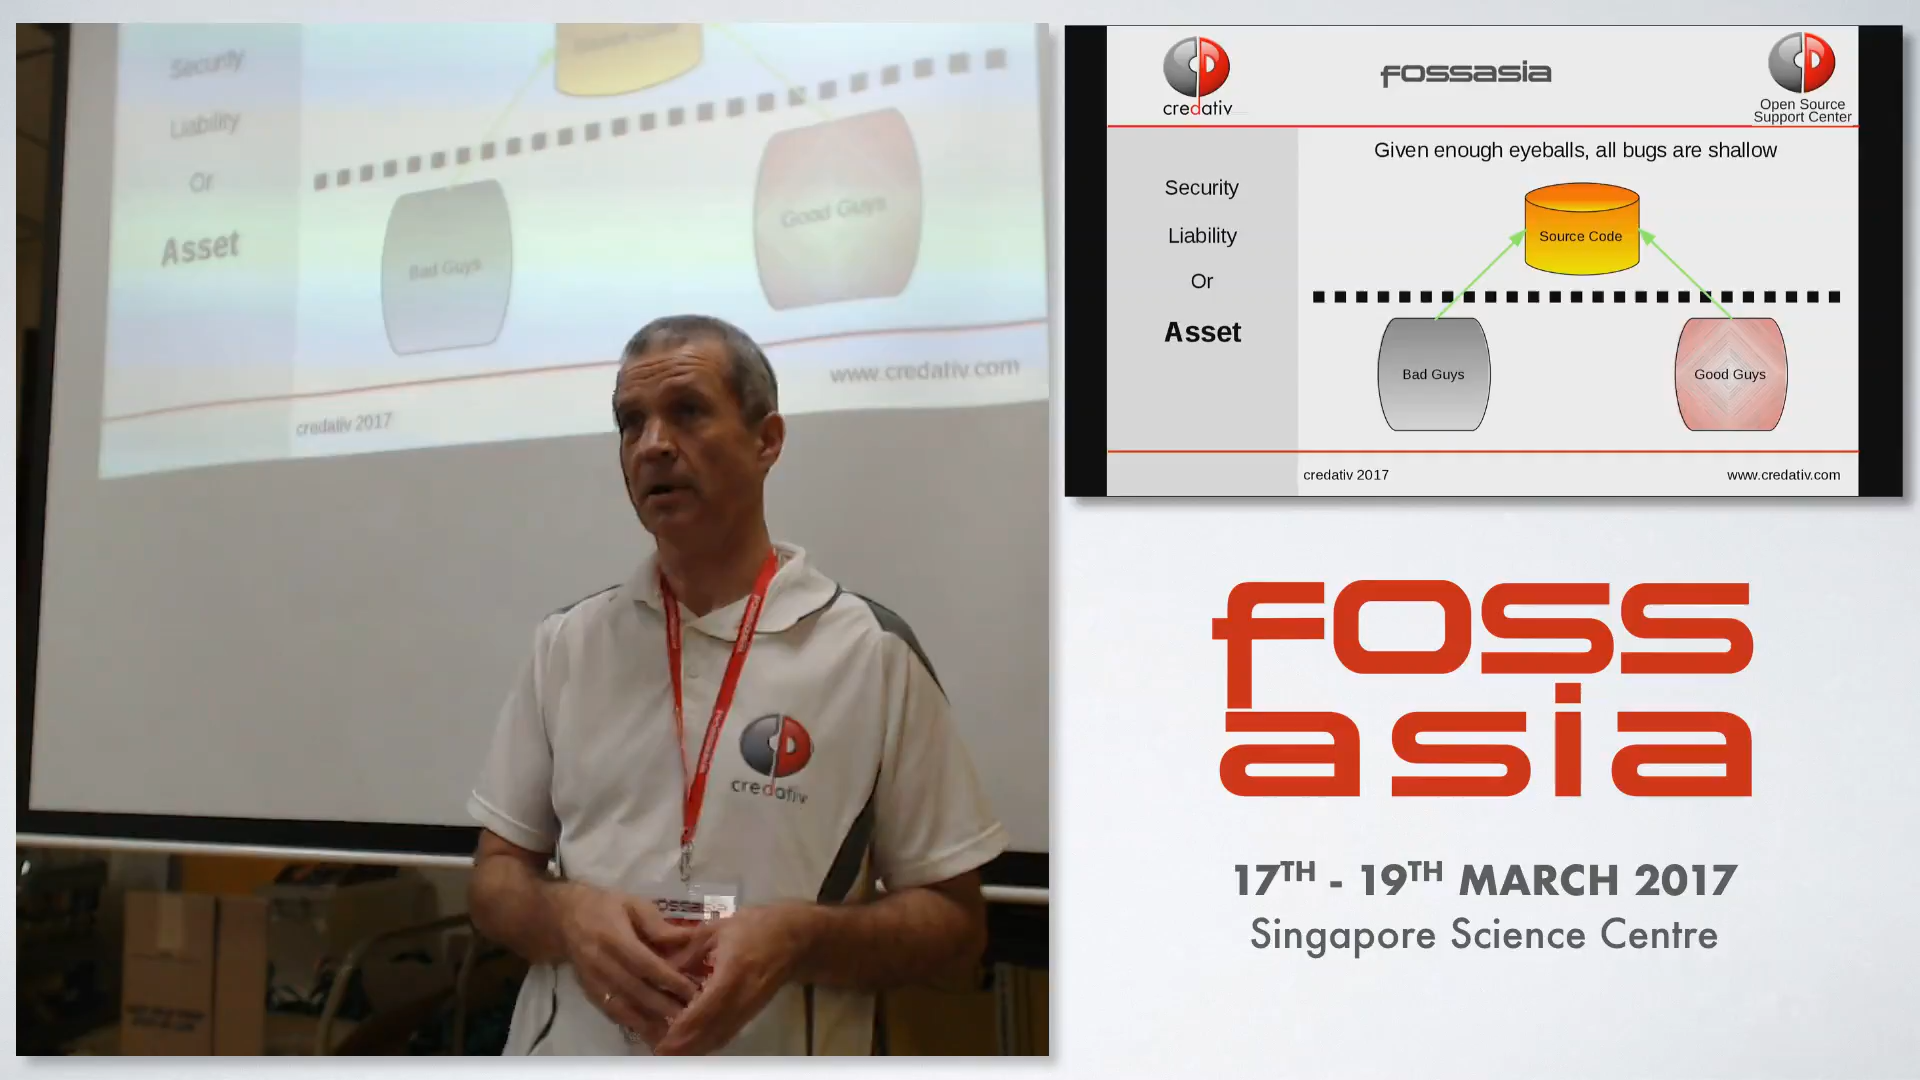 Security
Liability
Or
Asset
Bad Guys
Good Guys
www.credativ.com
credativ 2017
credativ
fossasia
credativ
fossasia
Open Source
Support Center
Given enough eyeballs, all bugs are shallow
Security
Liability
Or
Asset
Source Code
Bad Guys
Good Guys
credativ 2017
www.credativ.com
foss
asia
17TH - 19TH MARCH 2017
Singapore Science Centre